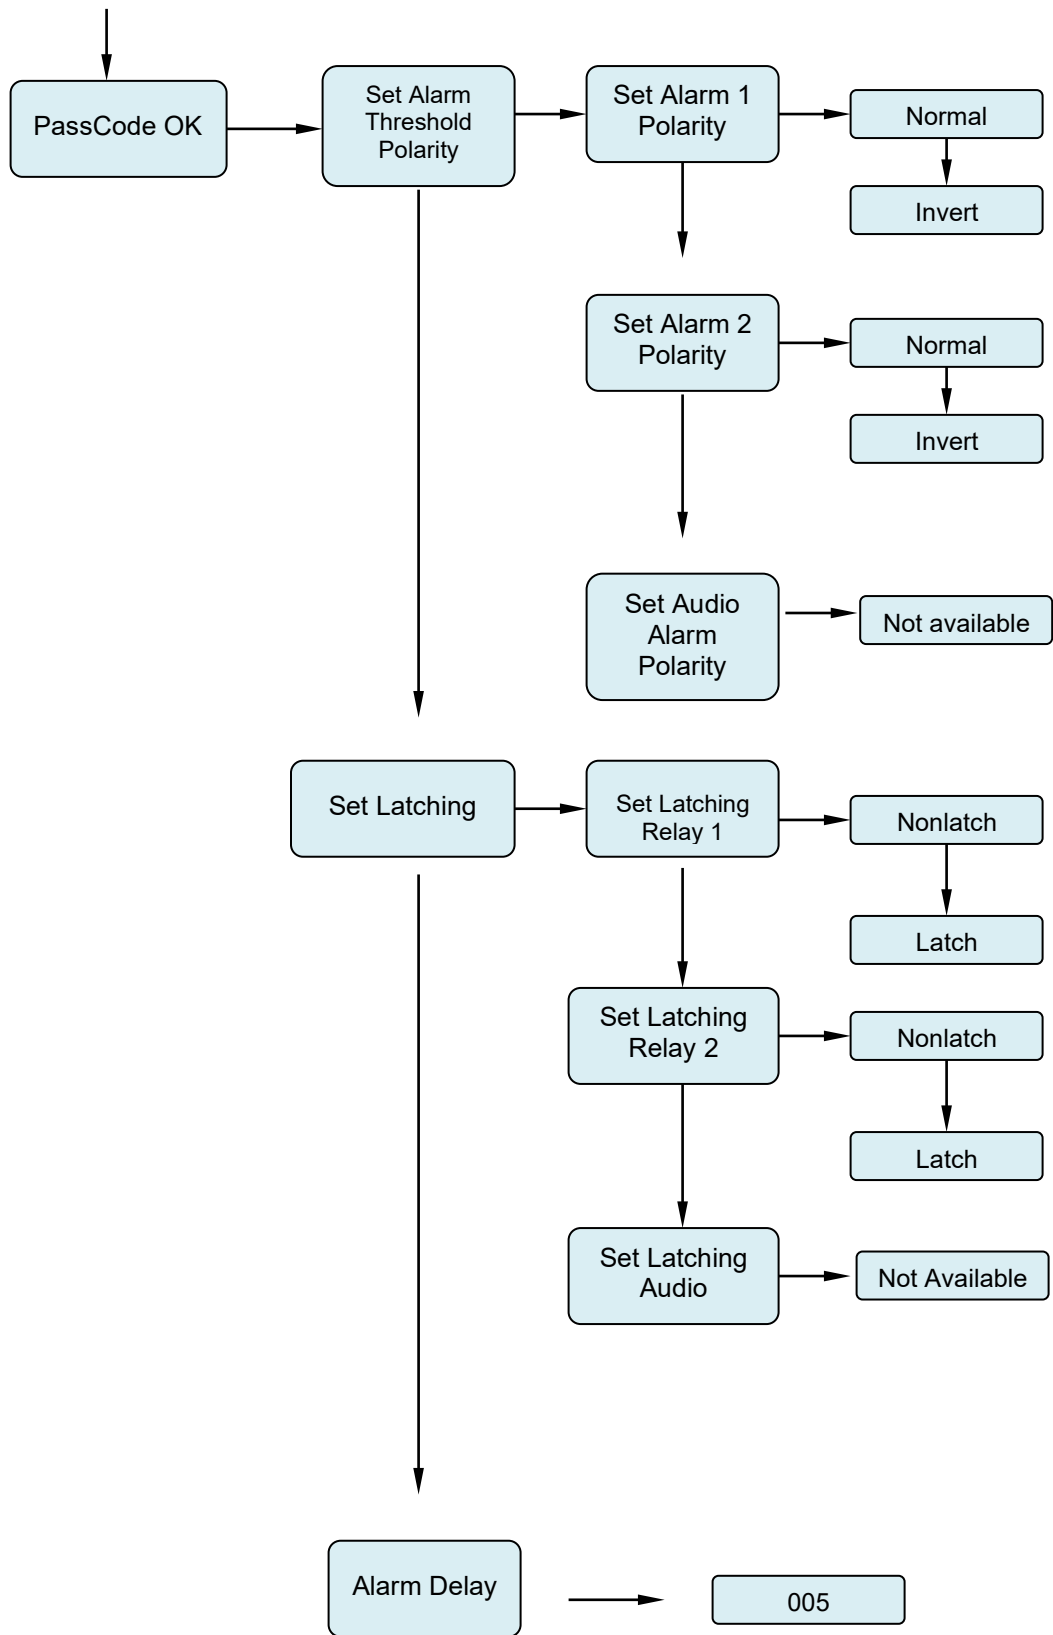 PassCode OK
Set Alarm
Threshold
Polarity
Set Alarm 1
Polarity
Normal
Invert
Set Alarm 2
Polarity
Normal
Invert
Set Audio
Alarm
Polarity
Not available
Set Latching
Set Latching
Relay 1
Nonlatch
Latch
Set Latching
Relay 2
Nonlatch
Latch
Set Latching
Audio
Not Available
Alarm Delay
005